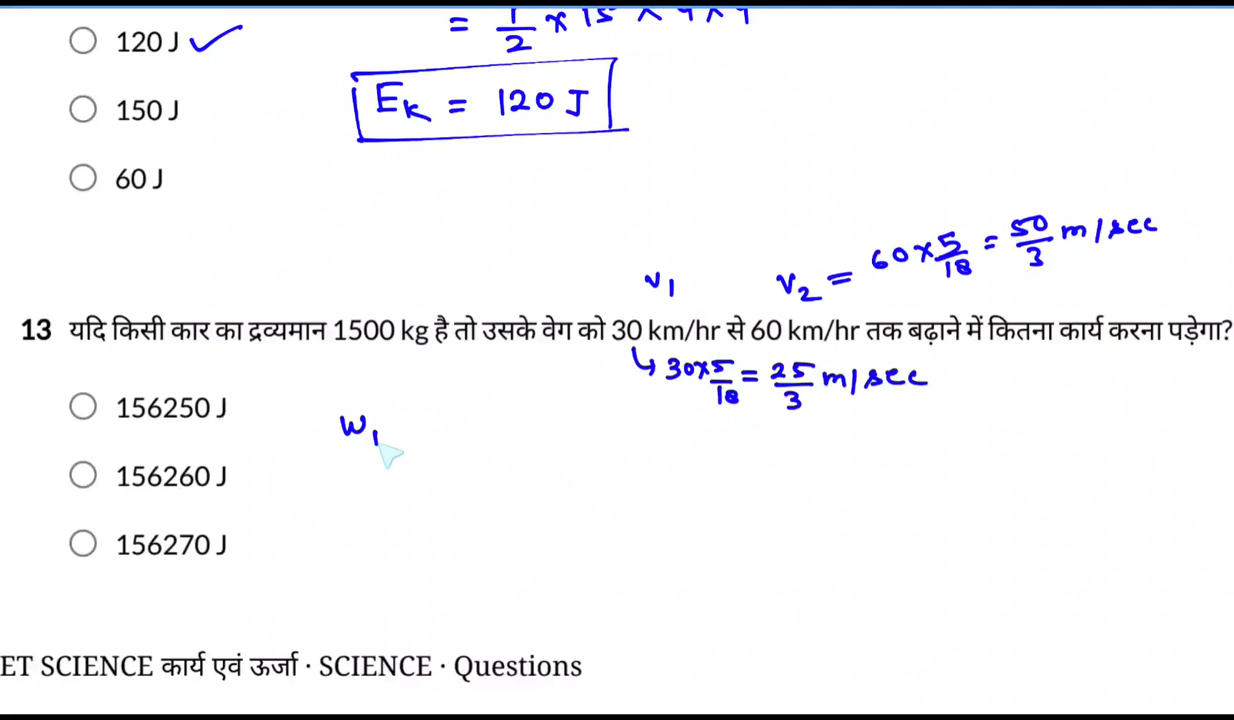 = 1/2 × 15 × 4 × 4
120 J ✓
Eₖ = 120 J
150 J
60 J
v₂ = 60×5/18 = 50/3 m/sec
v₁
13 यदि किसी कार का द्रव्यमान 1500 kg है तो उसके वेग को 30 km/hr से 60 km/hr तक बढ़ाने में कितना कार्य करना पड़ेगा?
↳ 30×5/18 = 25/3 m/sec
156250 J
W₁
156260 J
156270 J
ET SCIENCE कार्य एवं ऊर्जा · SCIENCE · Questions